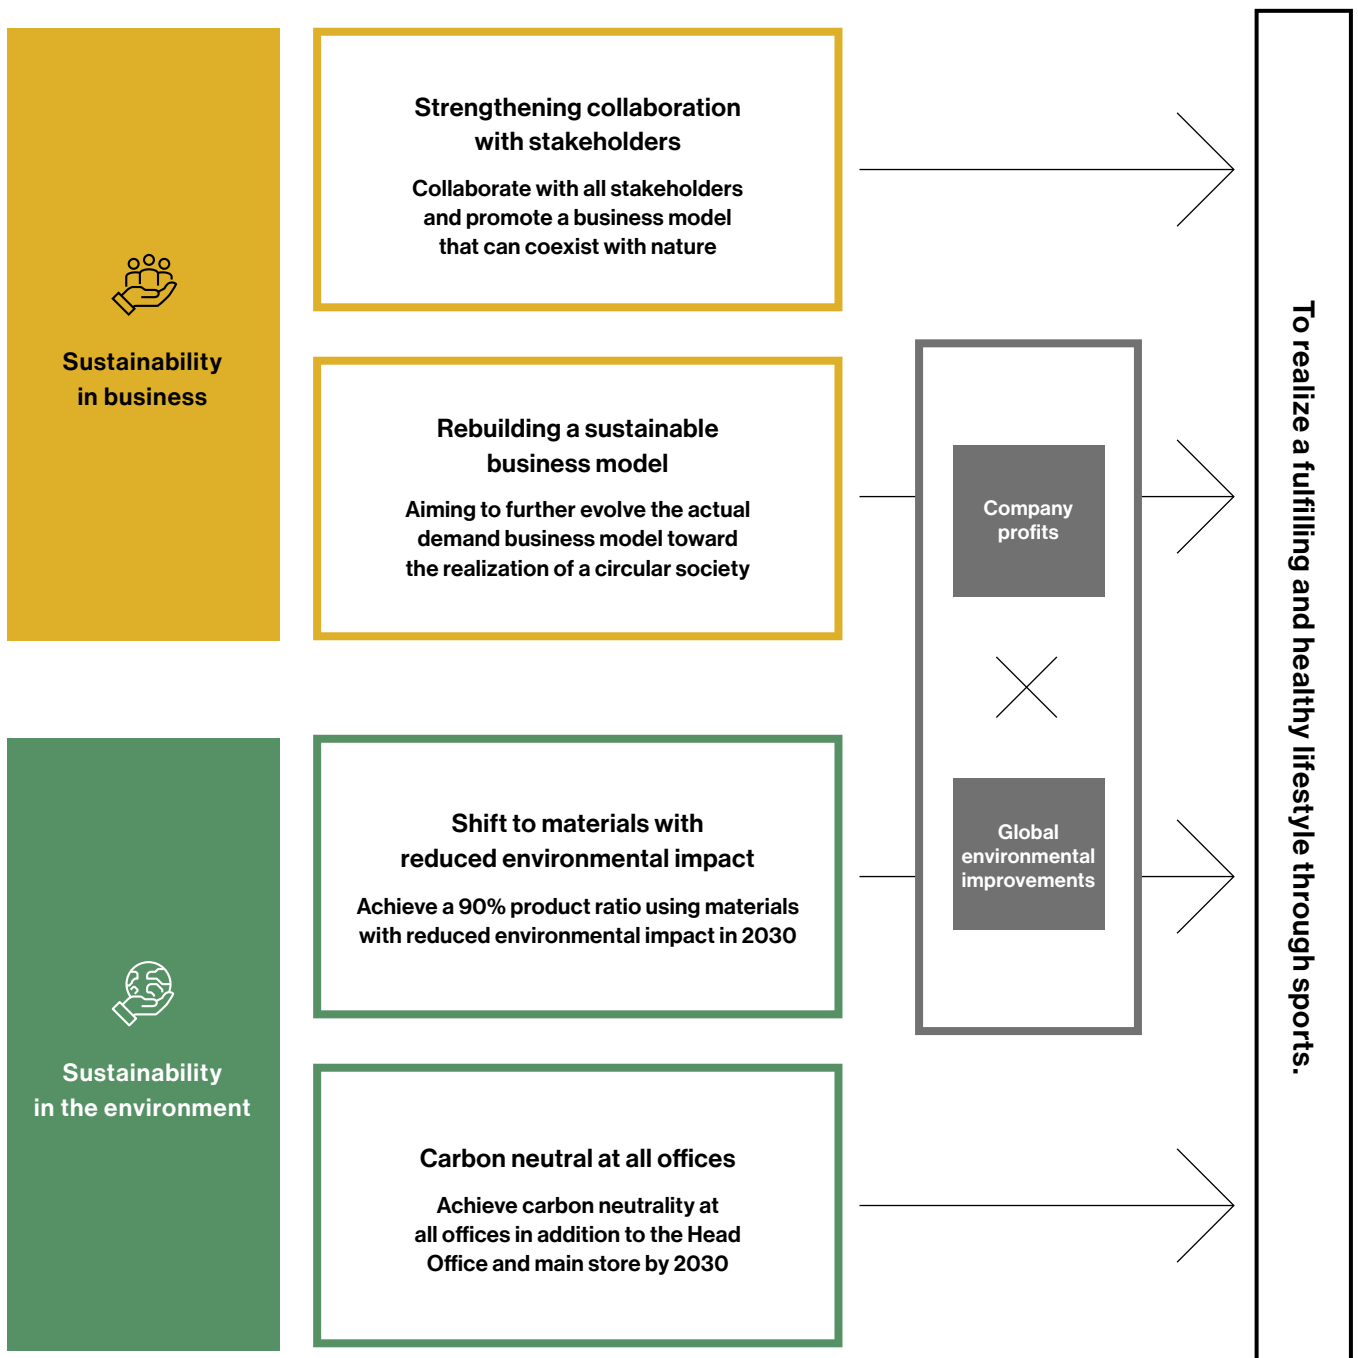 Sustainability
in business
Strengthening collaboration
with stakeholders
Collaborate with all stakeholders
and promote a business model
that can coexist with nature
Rebuilding a sustainable
business model
Aiming to further evolve the actual
demand business model toward
the realization of a circular society
Sustainability
in the environment
Shift to materials with
reduced environmental impact
Achieve a 90% product ratio using materials
with reduced environmental impact in 2030
Carbon neutral at all offices
Achieve carbon neutrality at
all offices in addition to the Head
Office and main store by 2030
Company
profits
Global
environmental
improvements
To realize a fulfilling and healthy lifestyle through sports.